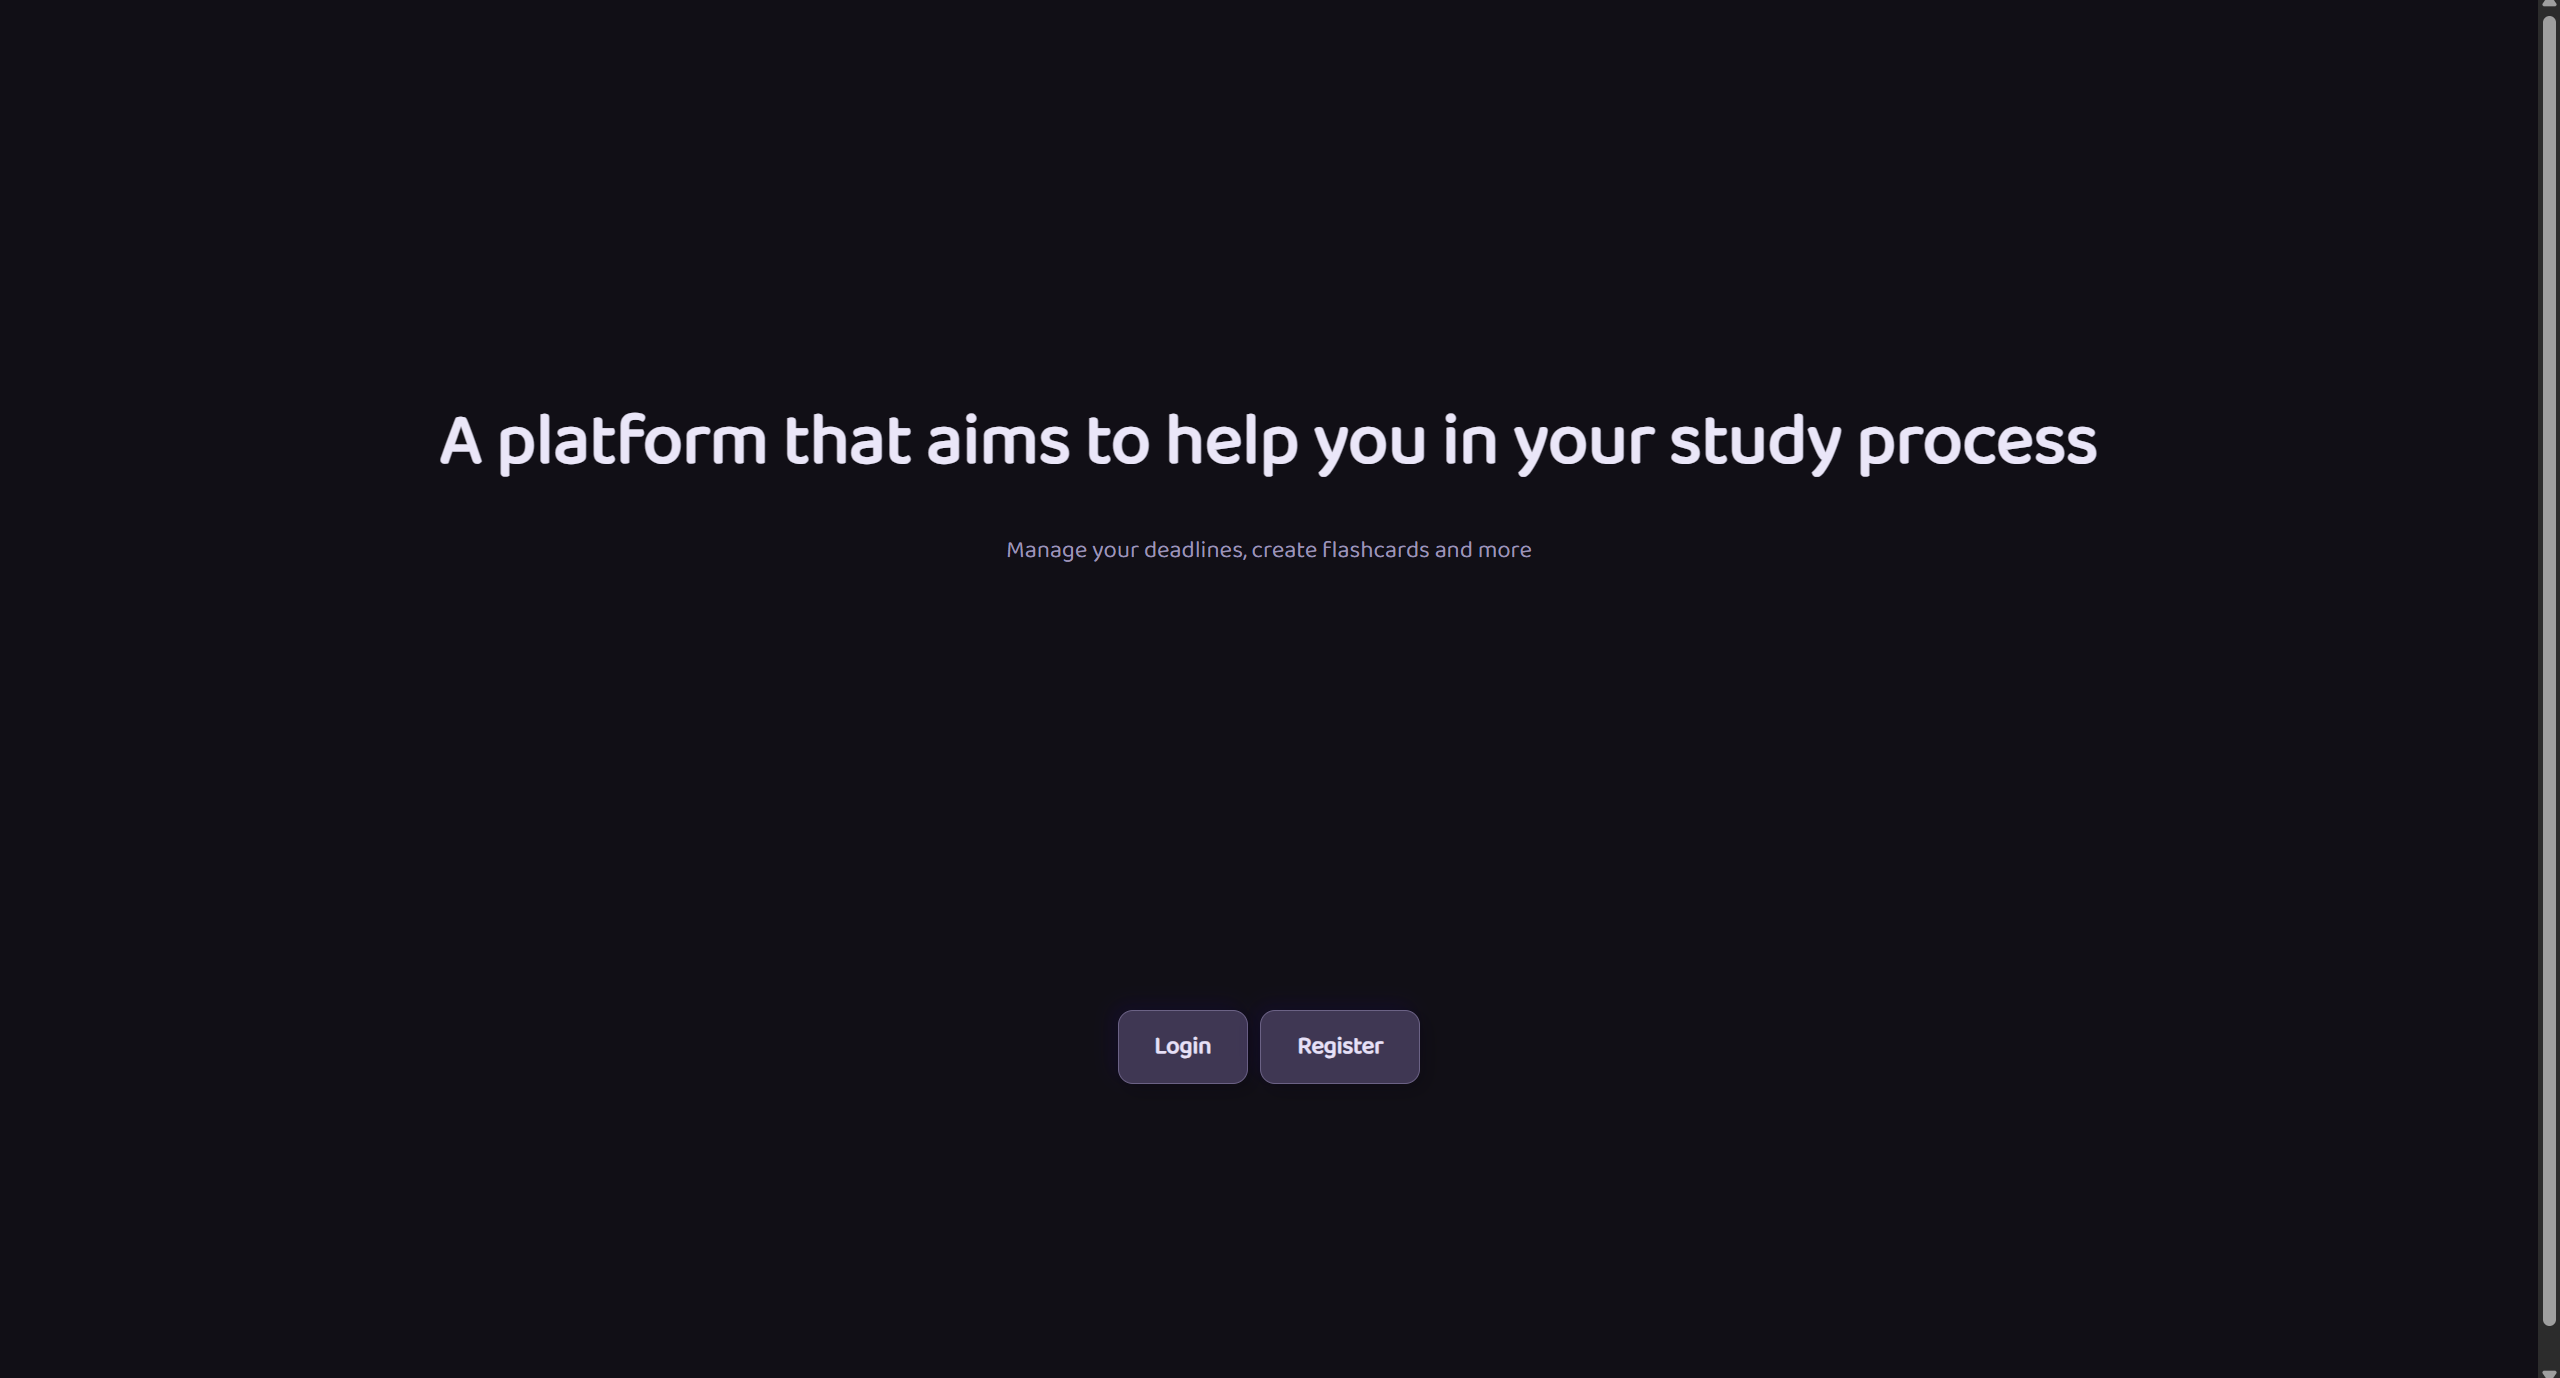 A platform that aims to help you in your study process
Manage your deadlines, create flashcards and more
Login
Register